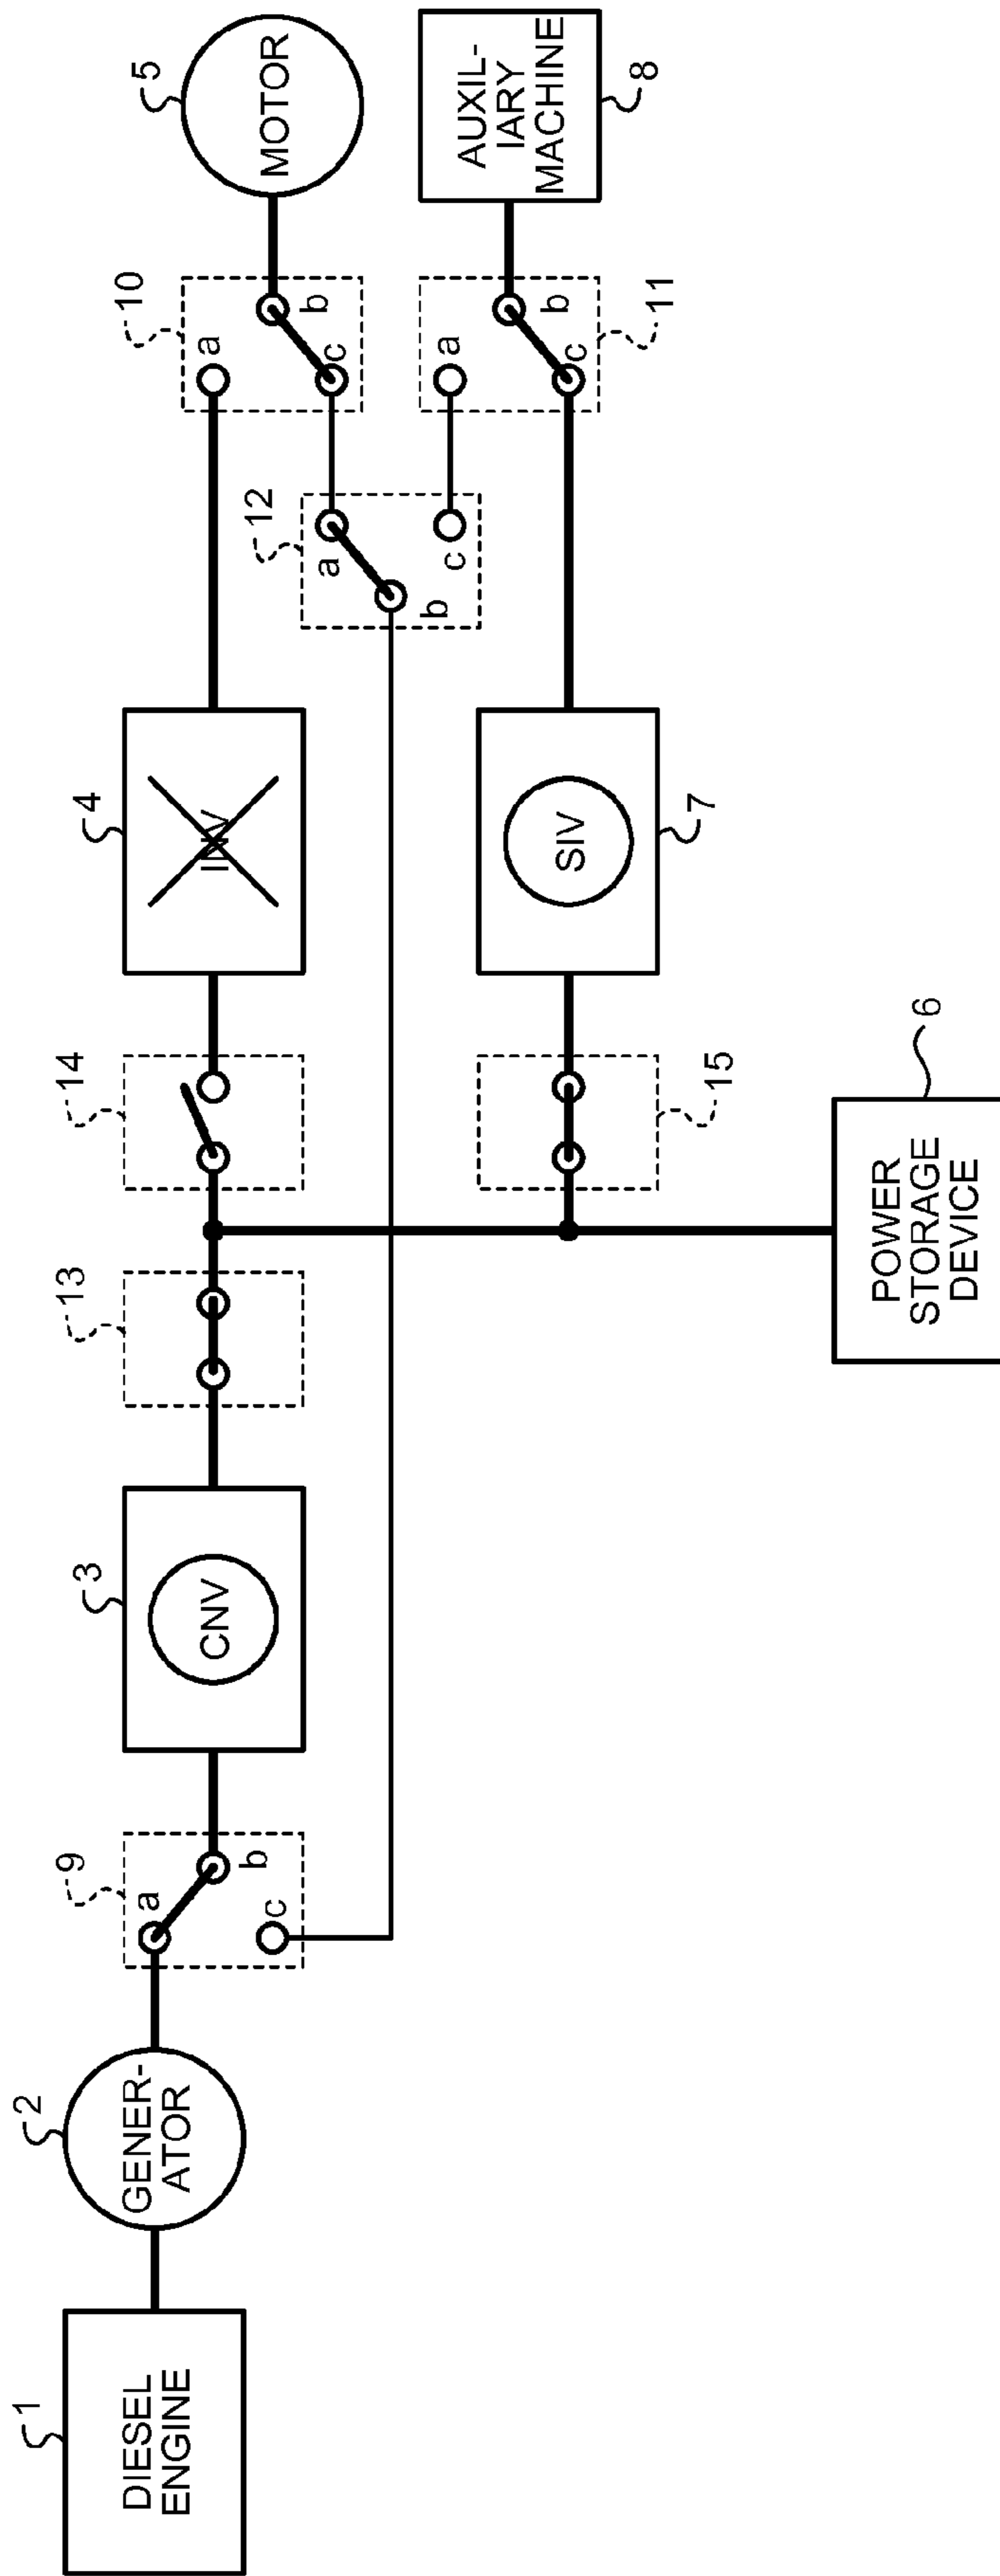 1
DIESEL
ENGINE
2
GENER-
ATOR
9
a
b
c
3
CNV
13
14
4
INV
10
a
b
c
5
MOTOR
12
a
b
c
11
a
b
c
AUXIL-
IARY
MACHINE
8
15
SIV
7
POWER
STORAGE
DEVICE
6